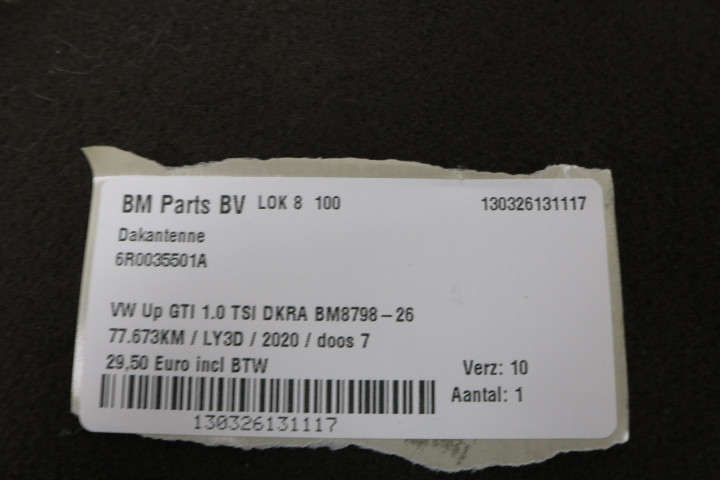 BM Parts BV LOK 8 100 130326131117
Dakantenne
6R0035501A
VW Up GTI 1.0 TSI DKRA BM8798-26
77.673KM / LY3D / 2020 / doos 7
29,50 Euro incl BTW Verz: 10
Aantal: 1
130326131117